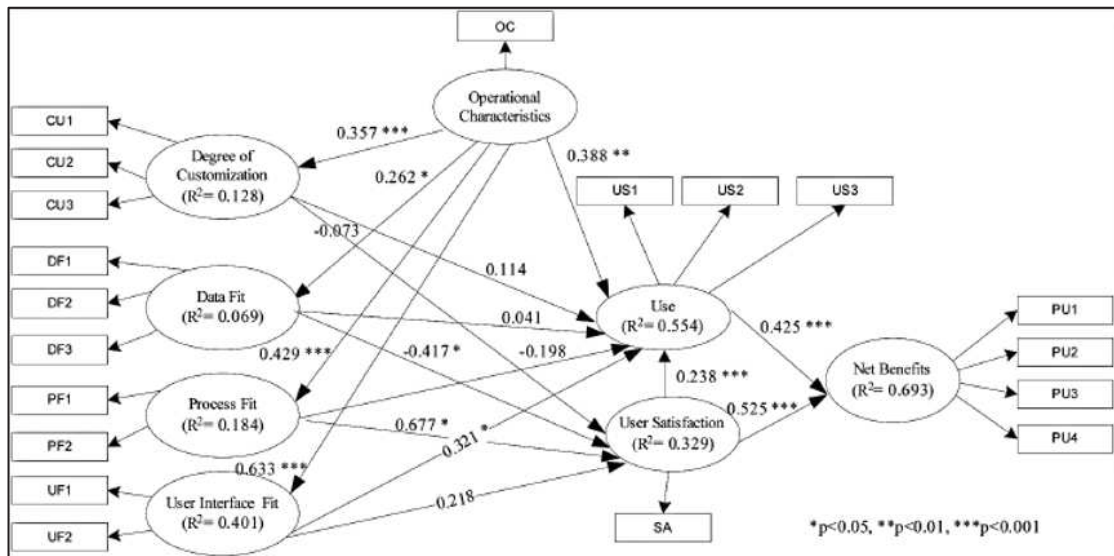 OC
Operational
Characteristics
CU1
CU2
CU3
0.357 ***
Degree of
Customization
(R²= 0.128)
0.262 *
0.388 **
US1
US2
US3
-0.073
0.114
DF1
DF2
DF3
Data Fit
(R²= 0.069)
0.041
Use
(R²= 0.554)
0.425 ***
PU1
PU2
PU3
PU4
Net Benefits
(R²= 0.693)
0.429 ***
-0.417 *
-0.198
0.238 ***
PF1
PF2
Process Fit
(R²= 0.184)
0.677 *
0.321 *
User Satisfaction
(R²= 0.329)
0.525 ***
0.633 ***
UF1
UF2
User Interface Fit
(R²= 0.401)
0.218
SA
*p<0.05, **p<0.01, ***p<0.001